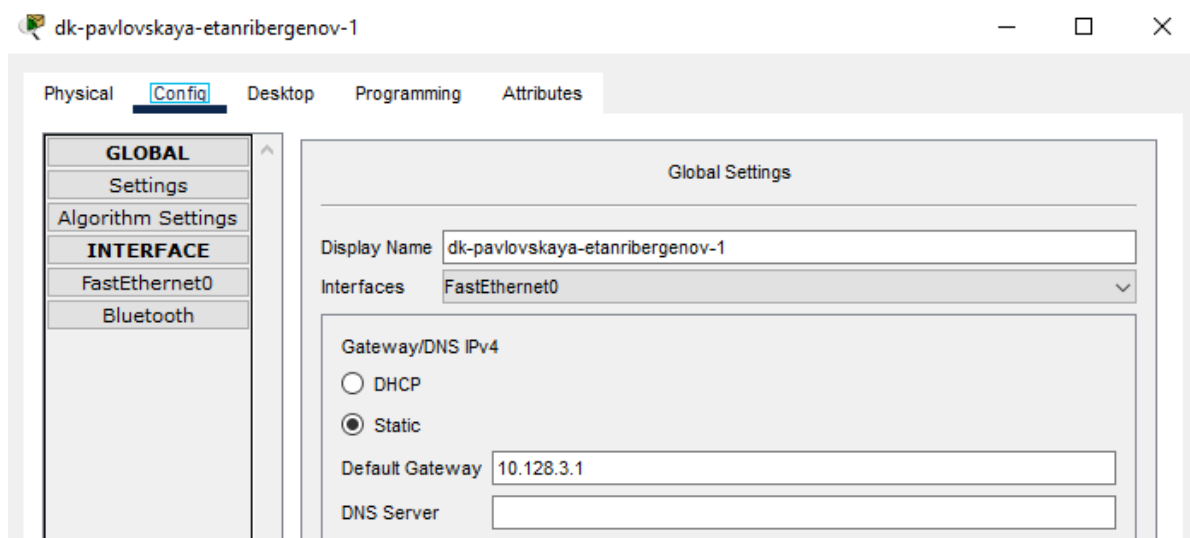 dk-pavlovskaya-etanribergenov-1
Physical Config Desktop Programming Attributes
GLOBAL
Settings
Algorithm Settings
INTERFACE
FastEthernet0
Bluetooth
Global Settings
Display Name dk-pavlovskaya-etanribergenov-1
Interfaces FastEthernet0
Gateway/DNS IPv4
DHCP
Static
Default Gateway 10.128.3.1
DNS Server